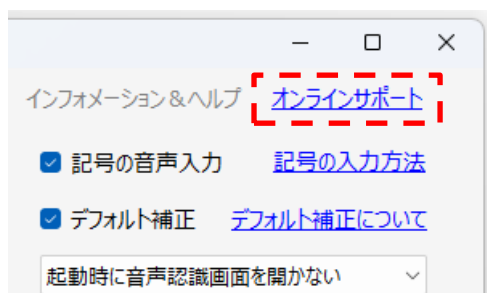 インフォメーション＆ヘルプ オンラインサポート
記号の音声入力 記号の入力方法
デフォルト補正 デフォルト補正について
起動時に音声認識画面を開かない